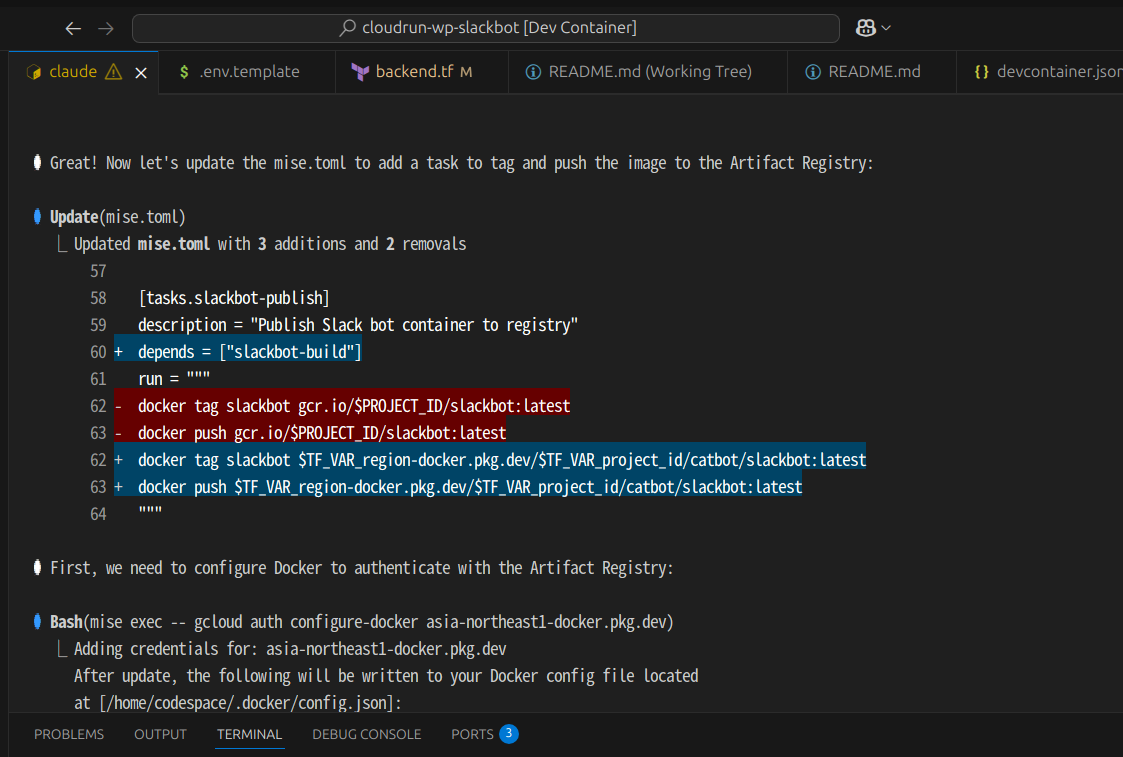 cloudrun-wp-slackbot [Dev Container]
claude
$ .env.template
backend.tf M
README.md (Working Tree)
README.md
{} devcontainer.json
Great! Now let's update the mise.toml to add a task to tag and push the image to the Artifact Registry:
Update(mise.toml)
Updated mise.toml with 3 additions and 2 removals
57
58 [tasks.slackbot-publish]
59 description = "Publish Slack bot container to registry"
60 + depends = ["slackbot-build"]
61 run = """
62 - docker tag slackbot gcr.io/$PROJECT_ID/slackbot:latest
63 - docker push gcr.io/$PROJECT_ID/slackbot:latest
62 + docker tag slackbot $TF_VAR_region-docker.pkg.dev/$TF_VAR_project_id/catbot/slackbot:latest
63 + docker push $TF_VAR_region-docker.pkg.dev/$TF_VAR_project_id/catbot/slackbot:latest
64 """
First, we need to configure Docker to authenticate with the Artifact Registry:
Bash(mise exec -- gcloud auth configure-docker asia-northeast1-docker.pkg.dev)
Adding credentials for: asia-northeast1-docker.pkg.dev
After update, the following will be written to your Docker config file located
at [/home/codespace/.docker/config.json]:
PROBLEMS OUTPUT TERMINAL DEBUG CONSOLE PORTS 3